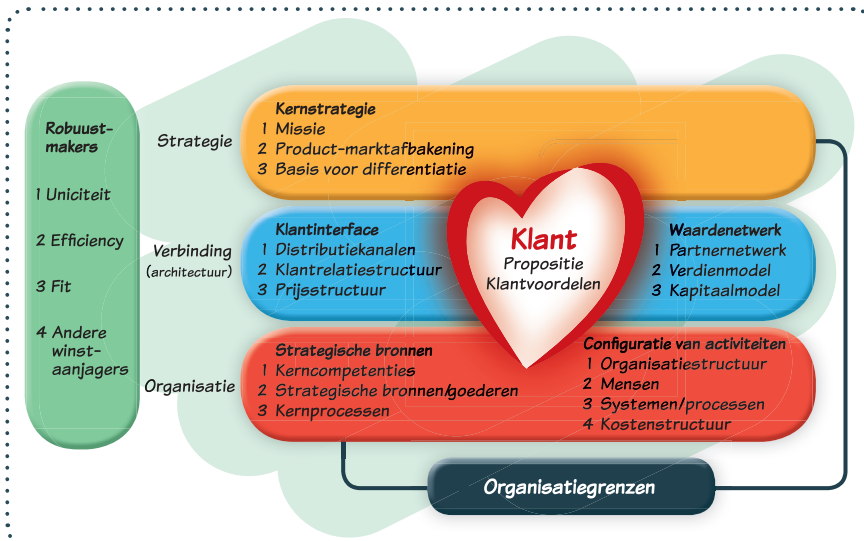 Robuust-
makers
1 Uniciteit
2 Efficiency
3 Fit
4 Andere
winst-
aanjagers
Strategie
Kernstrategie
1 Missie
2 Product-marktafbakening
3 Basis voor differentiatie
Verbinding
(architectuur)
Klantinterface
1 Distributiekanalen
2 Klantrelatiestructuur
3 Prijsstructuur
Klant
Propositie
Klantvoordelen
Waardenetwerk
1 Partnernetwerk
2 Verdienmodel
3 Kapitaalmodel
Organisatie
Strategische bronnen
1 Kerncompetenties
2 Strategische bronnen/goederen
3 Kernprocessen
Configuratie van activiteiten
1 Organisatiestructuur
2 Mensen
3 Systemen/processen
4 Kostenstructuur
Organisatiegrenzen